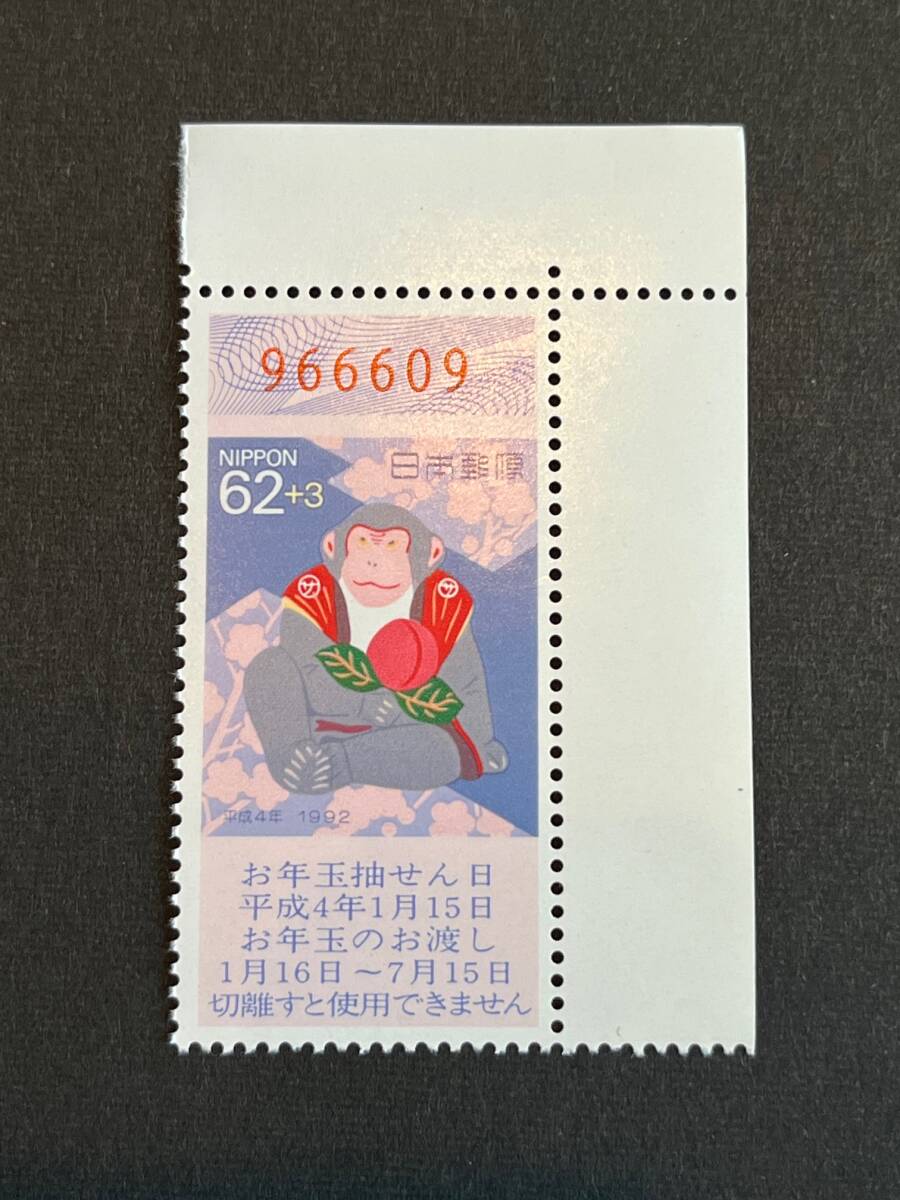 966609
NIPPON
62+3
日本郵便
サ サ
平成4年 1992
お年玉抽せん日
平成4年1月15日
お年玉のお渡し
1月16日～7月15日
切離すと使用できません